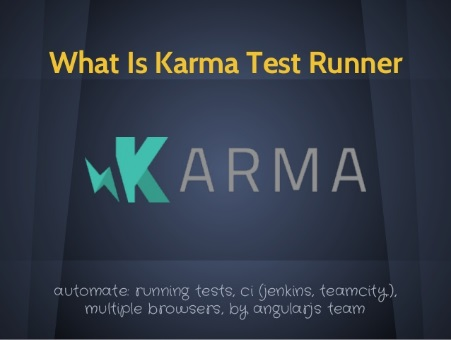 What Is Karma Test Runner
KARMA
automate: running tests, ci (jenkins, teamcity,),
multiple browsers, by angularjs team